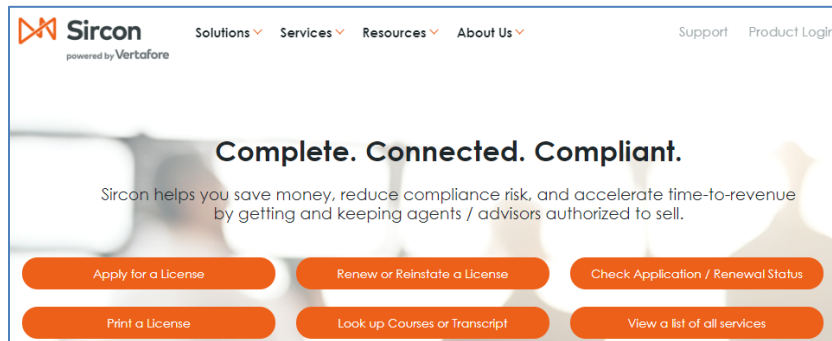 Sircon
powered by Vertafore
Solutions
Services
Resources
About Us
Support
Product Login
Complete. Connected. Compliant.
Sircon helps you save money, reduce compliance risk, and accelerate time-to-revenue
by getting and keeping agents / advisors authorized to sell.
Apply for a License
Renew or Reinstate a License
Check Application / Renewal Status
Print a License
Look up Courses or Transcript
View a list of all services